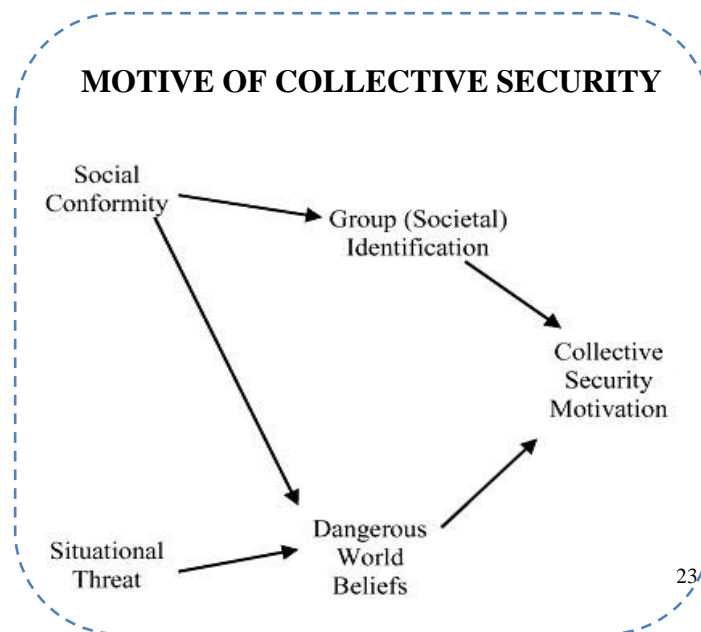 MOTIVE OF COLLECTIVE SECURITY
Social
Conformity
Group (Societal)
Identification
Collective
Security
Motivation
Dangerous
World
Beliefs
Situational
Threat
23